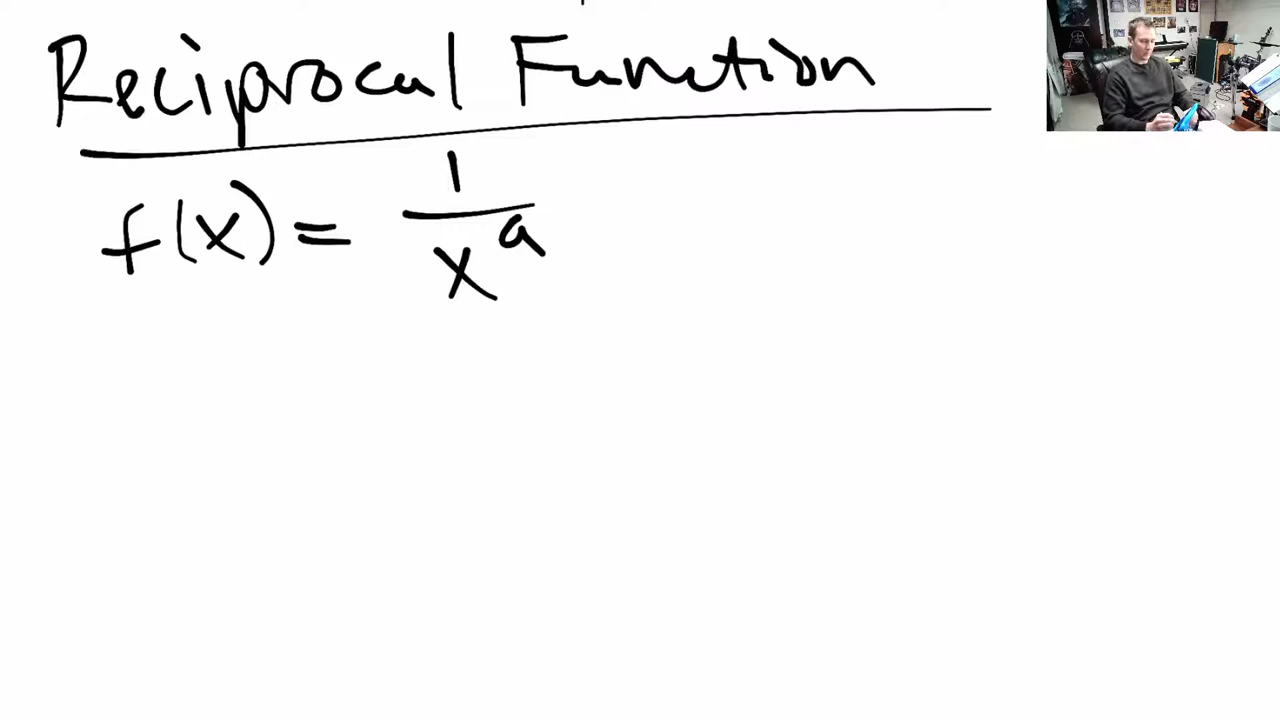 Reciprocal Function
f(x) = 1/x^a